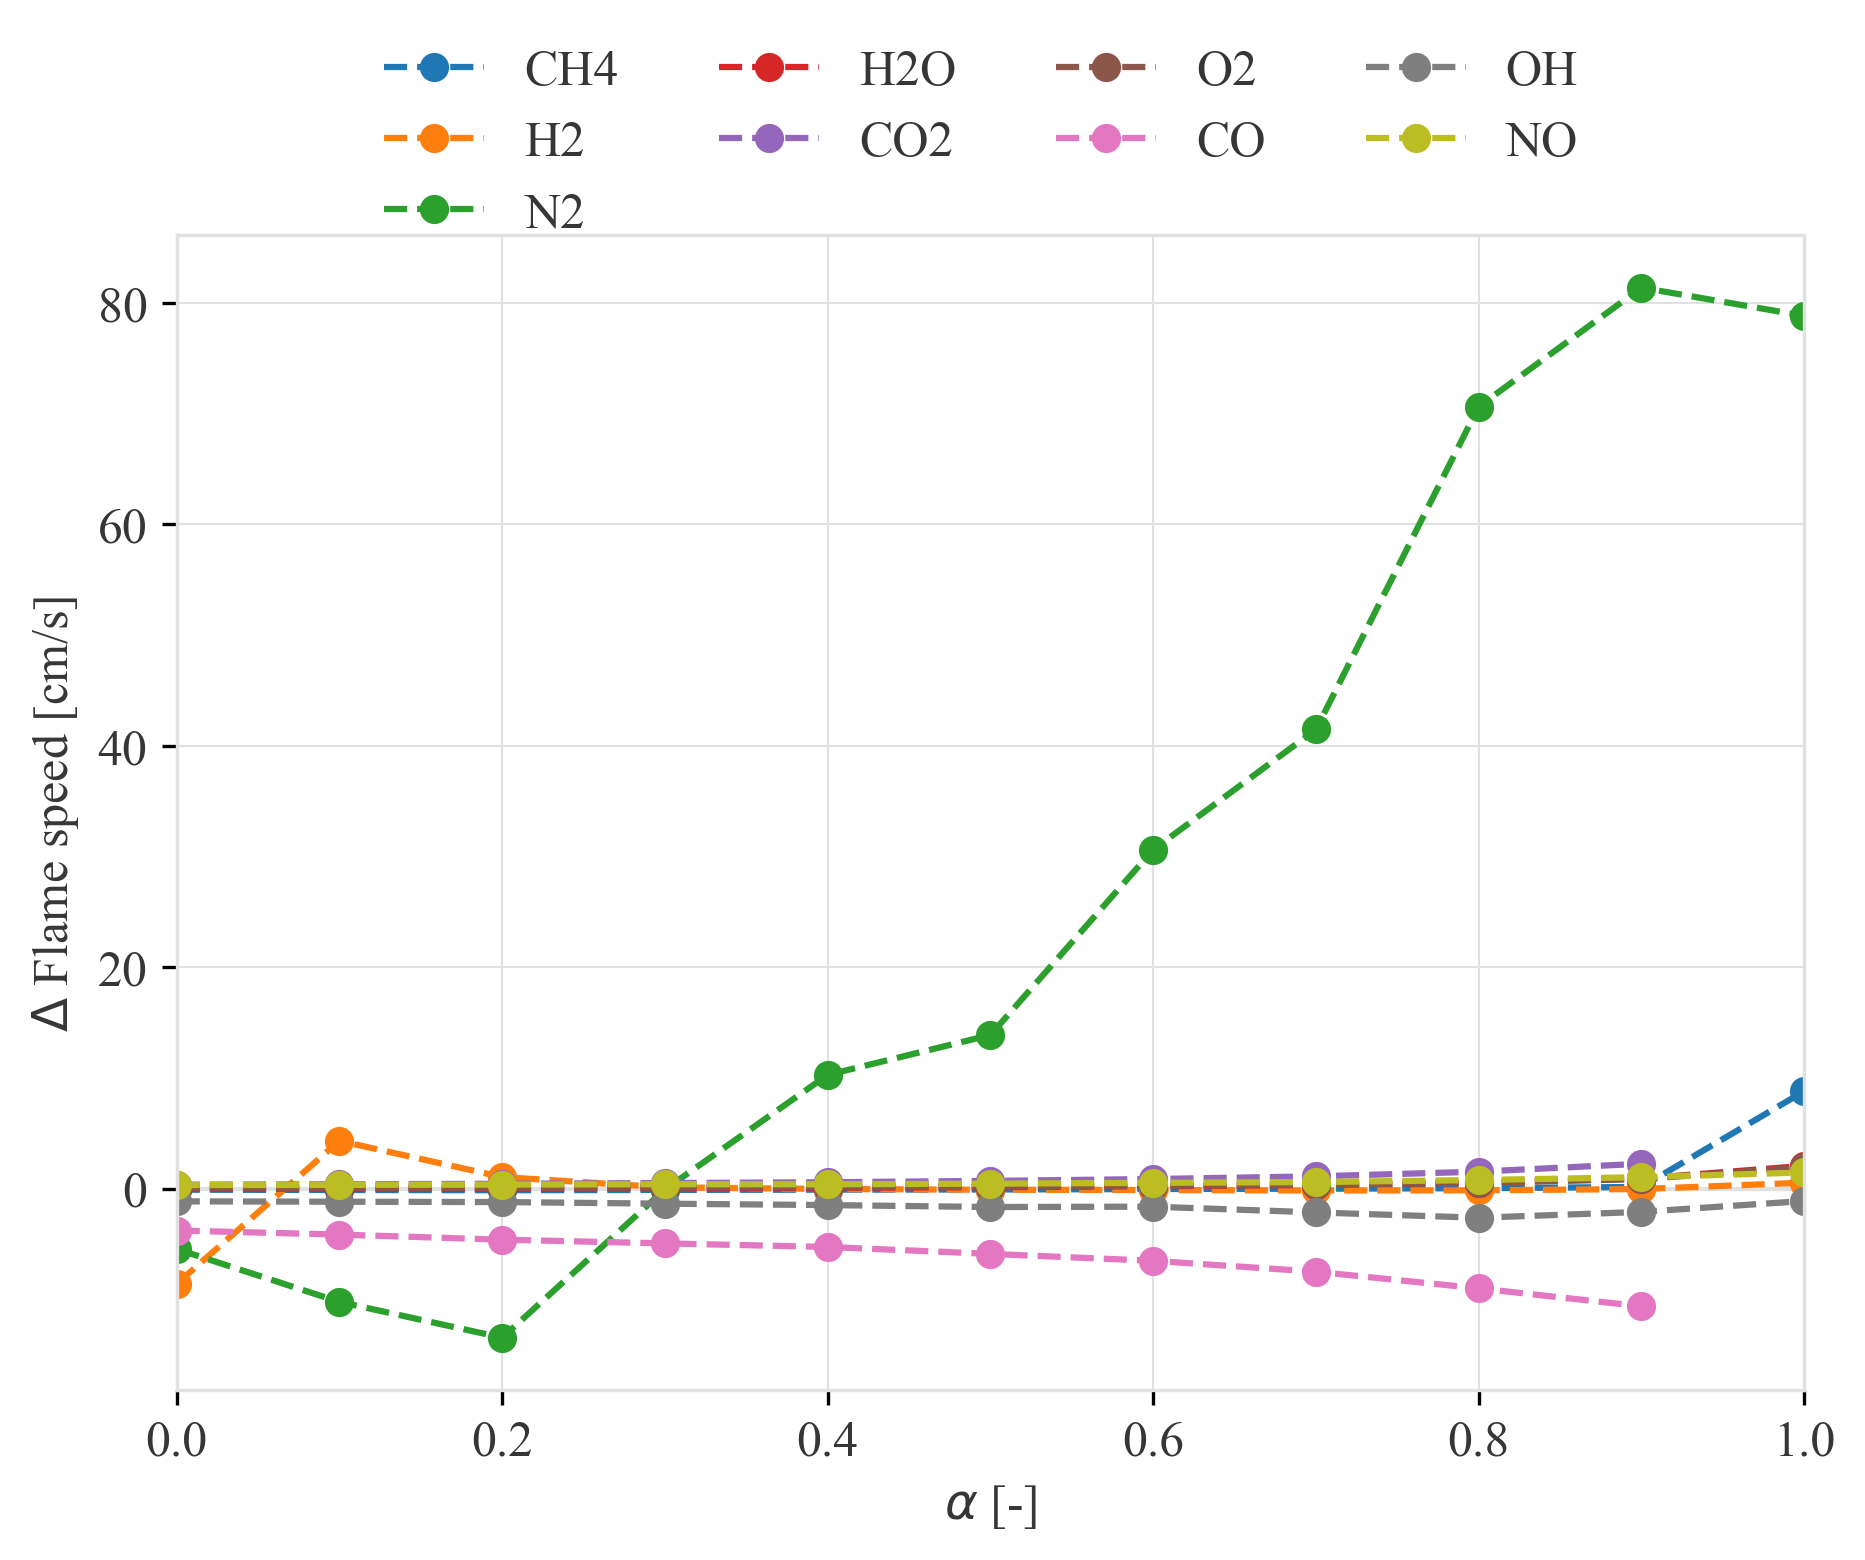 CH4 H2O O2 OH
H2 CO2 CO NO
N2
80
60
40
20
0
Δ Flame speed [cm/s]
0.0 0.2 0.4 0.6 0.8 1.0
α [-]